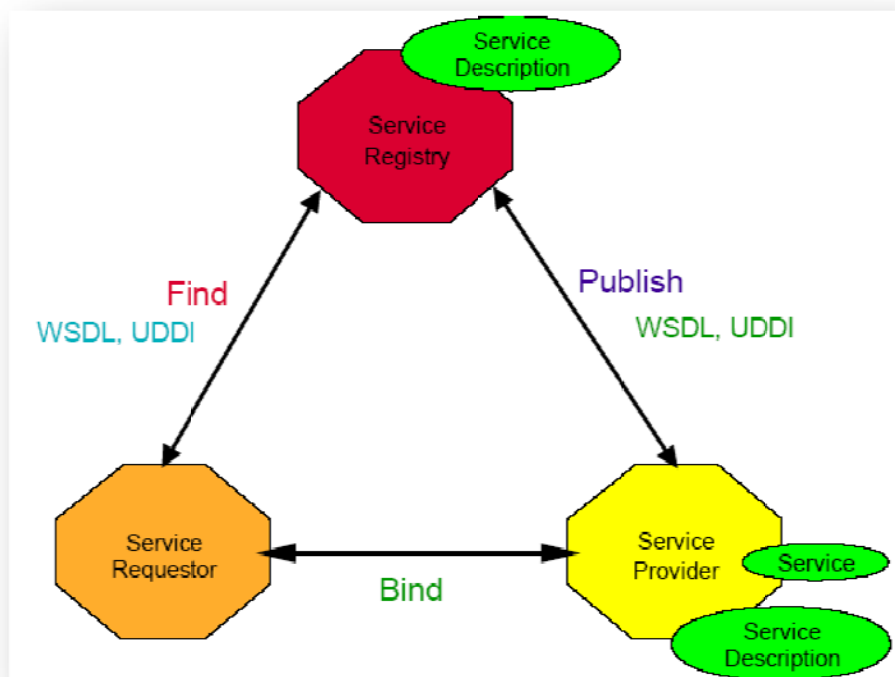 Service
Description
Service
Registry
Find
WSDL, UDDI
Publish
WSDL, UDDI
Service
Requestor
Bind
Service
Provider
Service
Service
Description